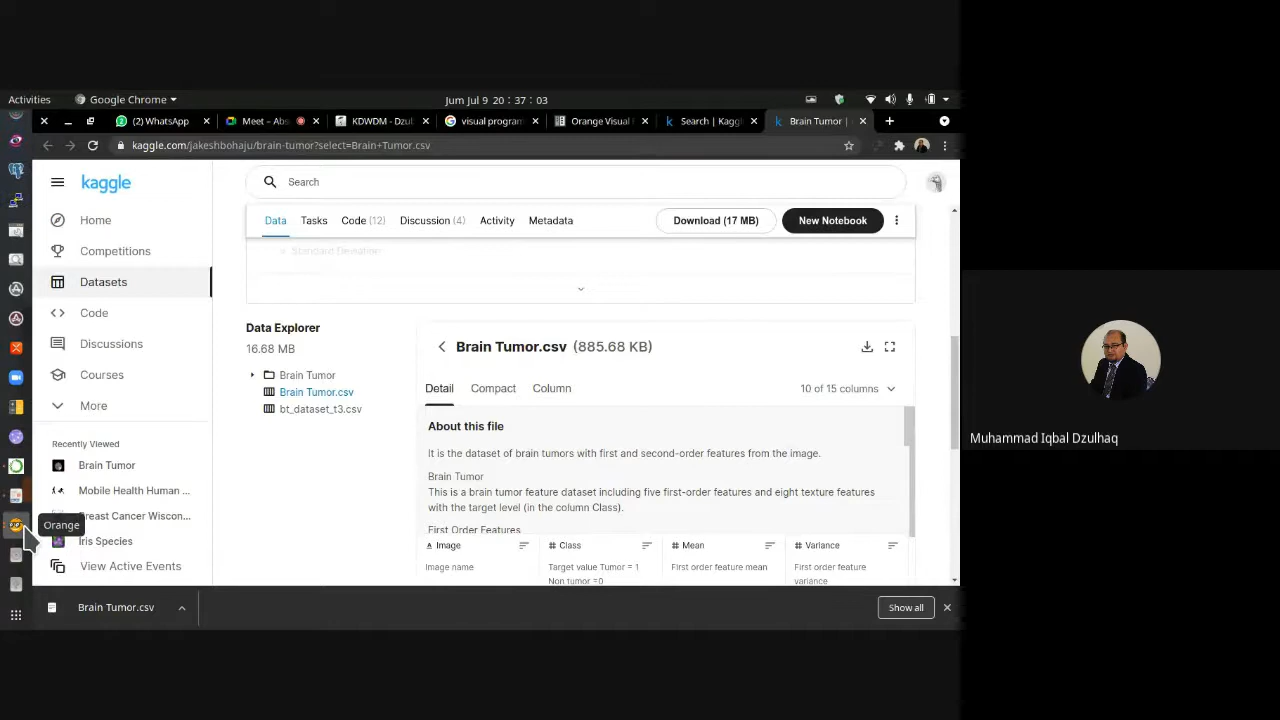 Activities
Google Chrome
Jum Jul 9 20 : 37 : 03
(2) WhatsApp
Meet – Abs
KDWDM - Dzul
visual program
Orange Visual
Search | Kaggl
Brain Tumor |
kaggle.com/jakeshbohaju/brain-tumor?select=Brain+Tumor.csv
kaggle
Search
Data
Tasks
Code (12)
Discussion (4)
Activity
Metadata
Download (17 MB)
New Notebook
Home
Competitions
Datasets
Code
Discussions
Courses
More
Recently Viewed
Brain Tumor
Mobile Health Human ...
Breast Cancer Wiscon...
Iris Species
View Active Events
Orange
Standard Deviation
Data Explorer
16.68 MB
Brain Tumor
Brain Tumor.csv
bt_dataset_t3.csv
Brain Tumor.csv (885.68 KB)
Detail
Compact
Column
10 of 15 columns
About this file
It is the dataset of brain tumors with first and second-order features from the image.
Brain Tumor
This is a brain tumor feature dataset including five first-order features and eight texture features
with the target level (in the column Class).
First Order Features
A Image
# Class
# Mean
# Variance
Image name
Target value Tumor = 1
Non tumor =0
First order feature mean
First order feature
variance
Brain Tumor.csv
Show all
Muhammad Iqbal Dzulhaq